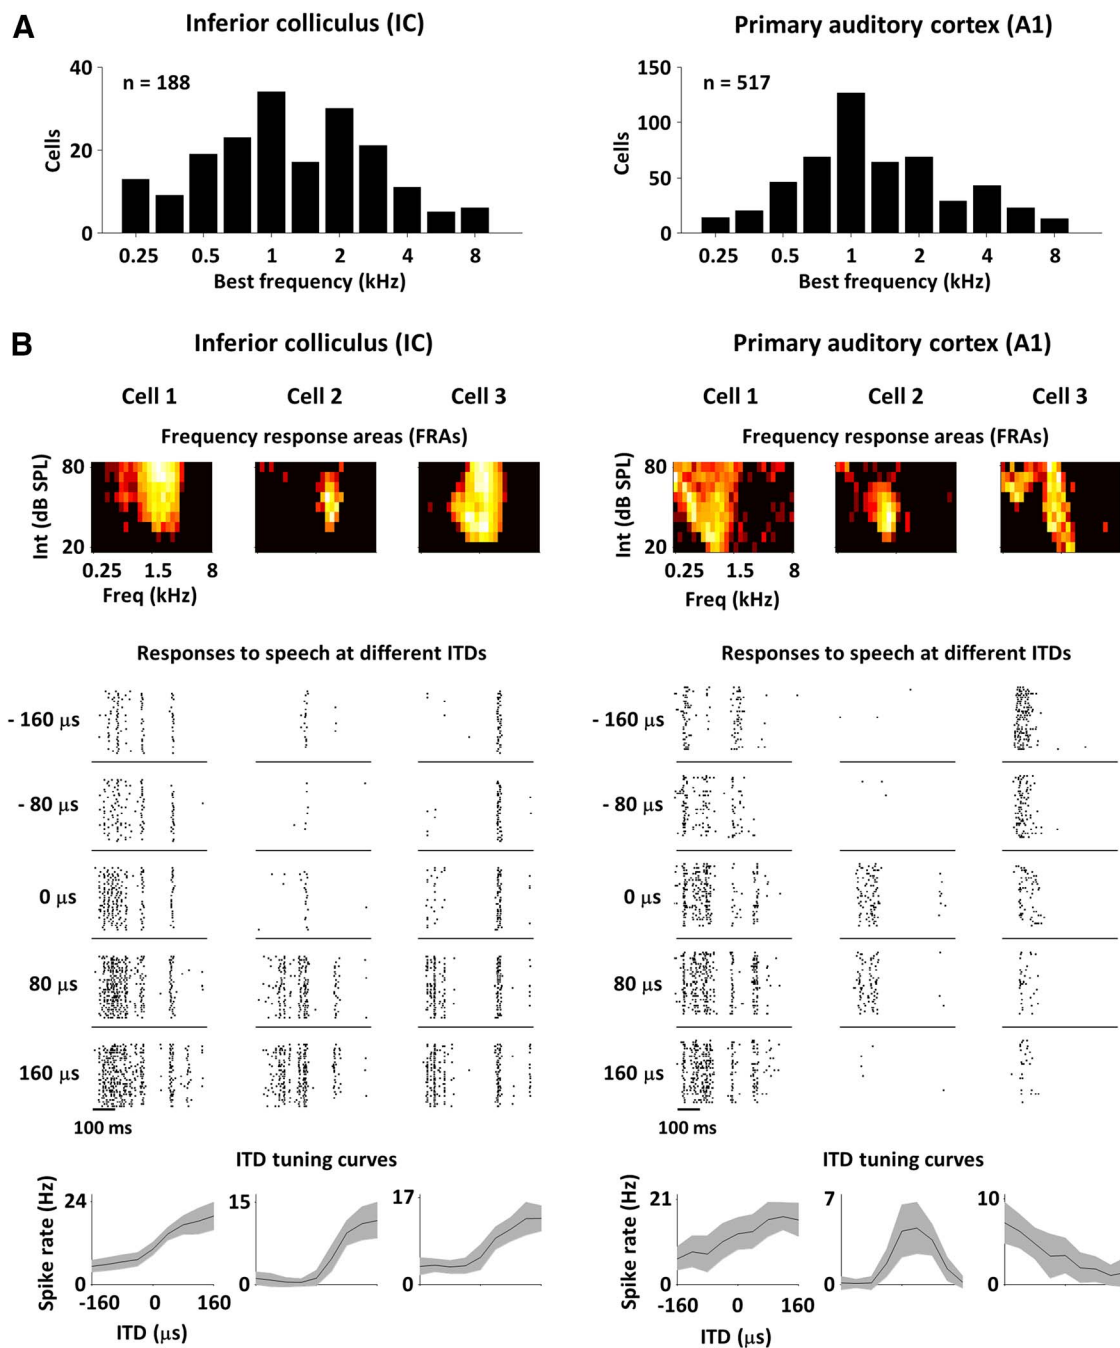 A
Inferior colliculus (IC)
Primary auditory cortex (A1)
40
20
0
Cells
n = 188
0.25 0.5 1 2 4 8
Best frequency (kHz)
150
100
50
0
Cells
n = 517
0.25 0.5 1 2 4 8
Best frequency (kHz)
B
Inferior colliculus (IC)
Primary auditory cortex (A1)
Cell 1 Cell 2 Cell 3
Cell 1 Cell 2 Cell 3
Frequency response areas (FRAs)
Frequency response areas (FRAs)
Int (dB SPL)
80
20
0.25 1.5 8
Freq (kHz)
Int (dB SPL)
80
20
0.25 1.5 8
Freq (kHz)
Responses to speech at different ITDs
Responses to speech at different ITDs
- 160 μs
- 80 μs
0 μs
80 μs
160 μs
100 ms
- 160 μs
- 80 μs
0 μs
80 μs
160 μs
100 ms
ITD tuning curves
ITD tuning curves
Spike rate (Hz)
24
0
15
0
17
0
-160 0 160
ITD (μs)
Spike rate (Hz)
21
0
7
0
10
0
-160 0 160
ITD (μs)